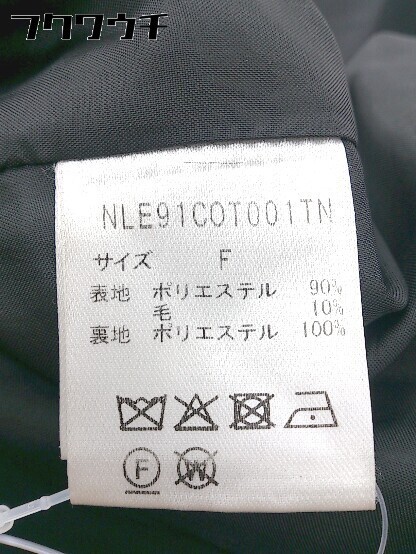 フクワウチ
NLE91COT001TN
サイズ F
表地 ポリエステル 90%
毛 10%
裏地 ポリエステル 100%
F
W